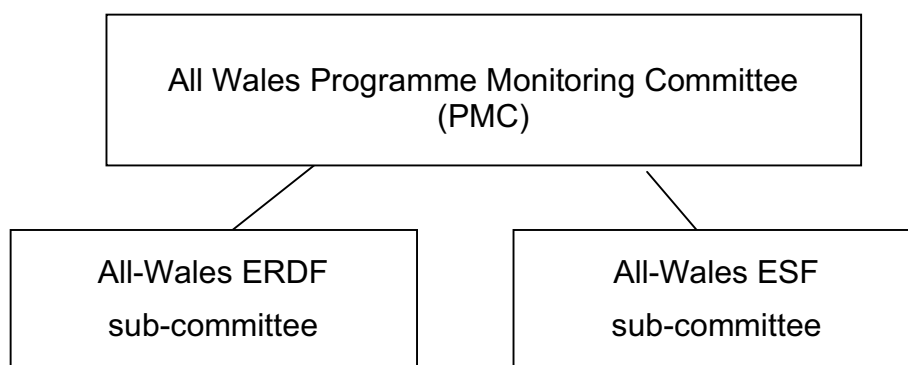 All Wales Programme Monitoring Committee
(PMC)
All-Wales ERDF
sub-committee
All-Wales ESF
sub-committee